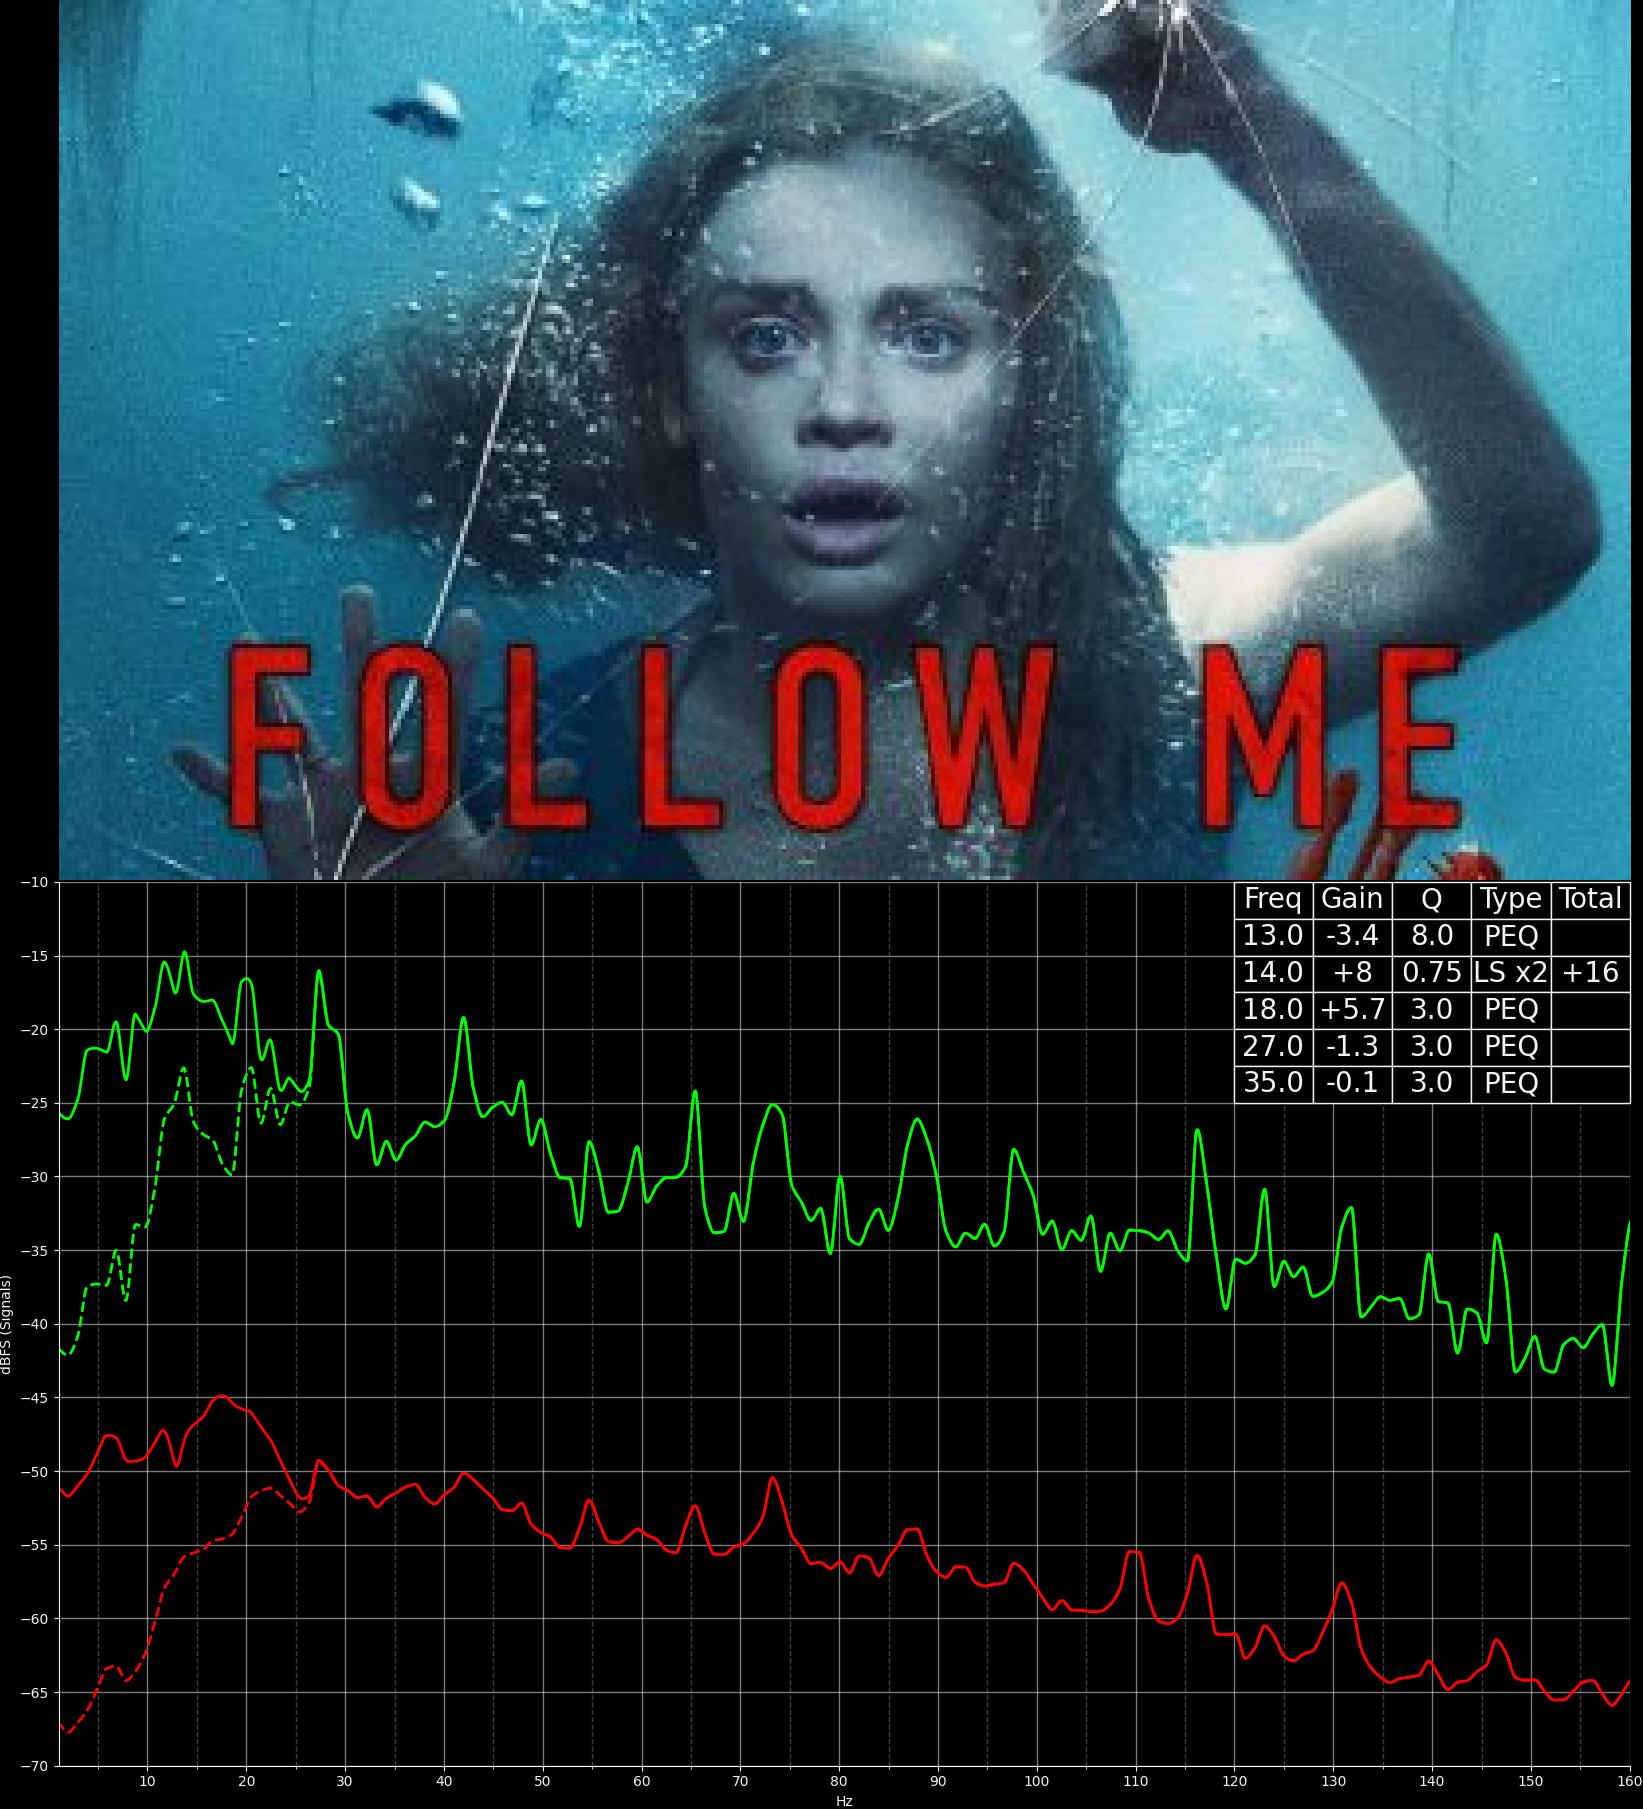 FOLLOW ME
Freq Gain Q Type Total
13.0 -3.4 8.0 PEQ
14.0 +8 0.75 LS x2 +16
18.0 +5.7 3.0 PEQ
27.0 -1.3 3.0 PEQ
35.0 -0.1 3.0 PEQ
−10
−15
−20
−25
−30
−35
−40
−45
−50
−55
−60
−65
−70
dBFS (Signals)
10 20 30 40 50 60 70 80 90 100 110 120 130 140 150 160
Hz